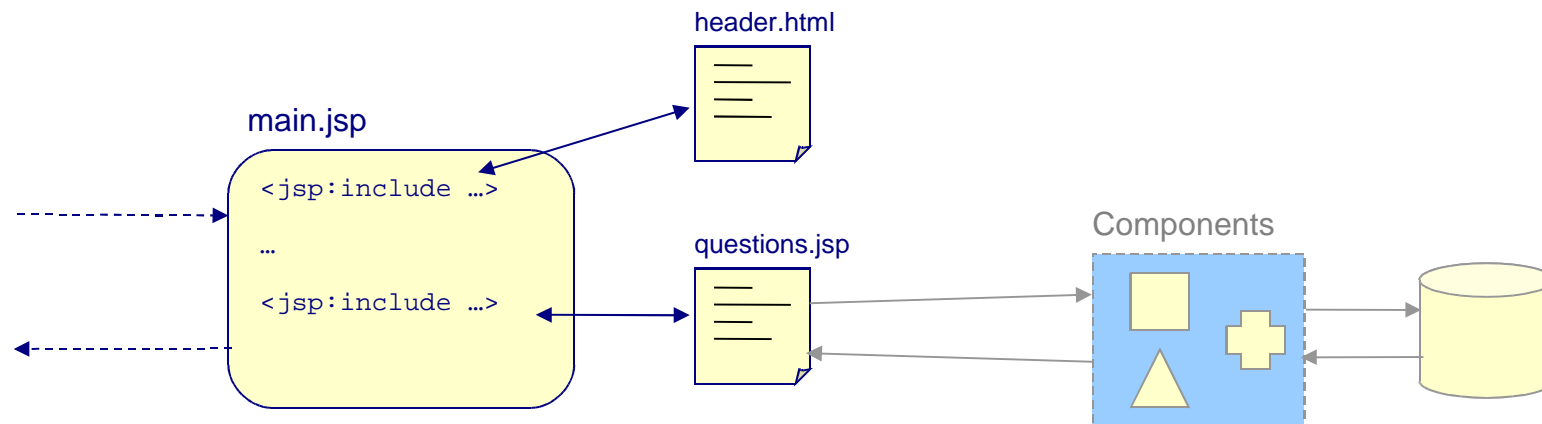 header.html
main.jsp
<jsp:include …>
…
<jsp:include …>
questions.jsp
Components